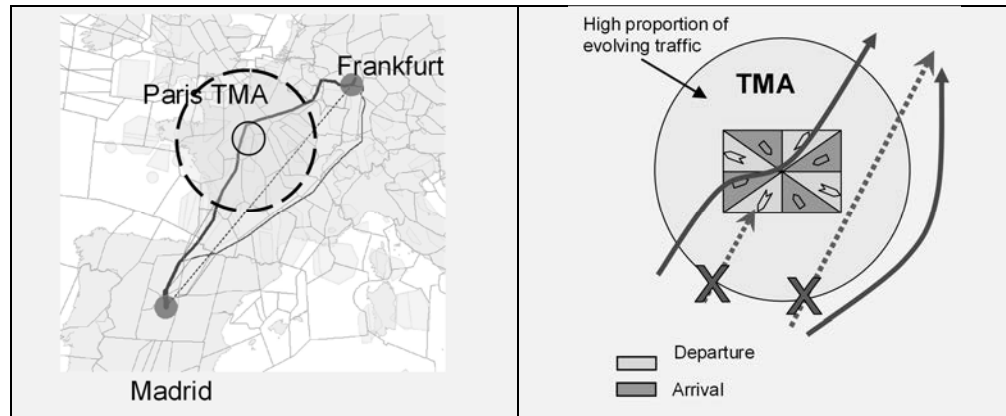 Frankfurt
Paris TMA
Madrid
High proportion of
evolving traffic
TMA
X
X
Departure
Arrival